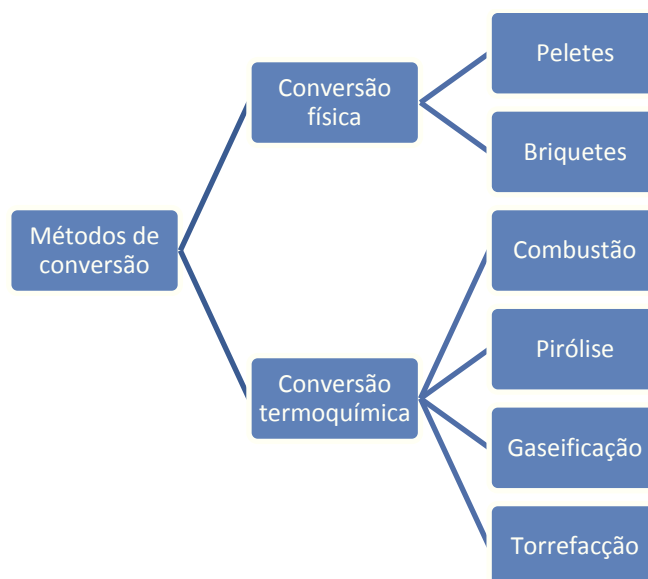 Métodos de
conversão
Conversão
física
Peletes
Briquetes
Conversão
termoquímica
Combustão
Pirólise
Gaseificação
Torrefacção